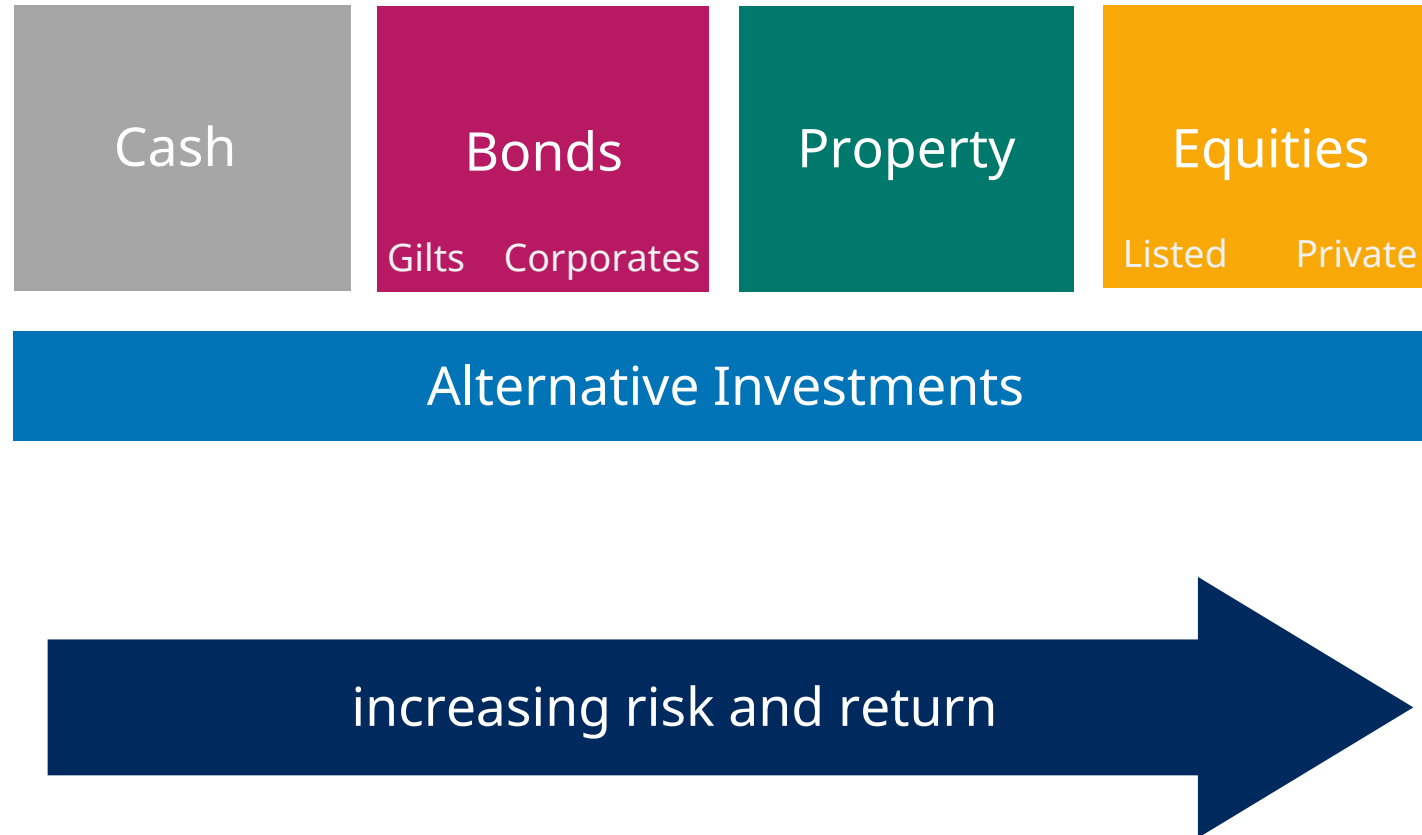 Cash
Bonds
Gilts Corporates
Property
Equities
Listed Private
Alternative Investments
increasing risk and return